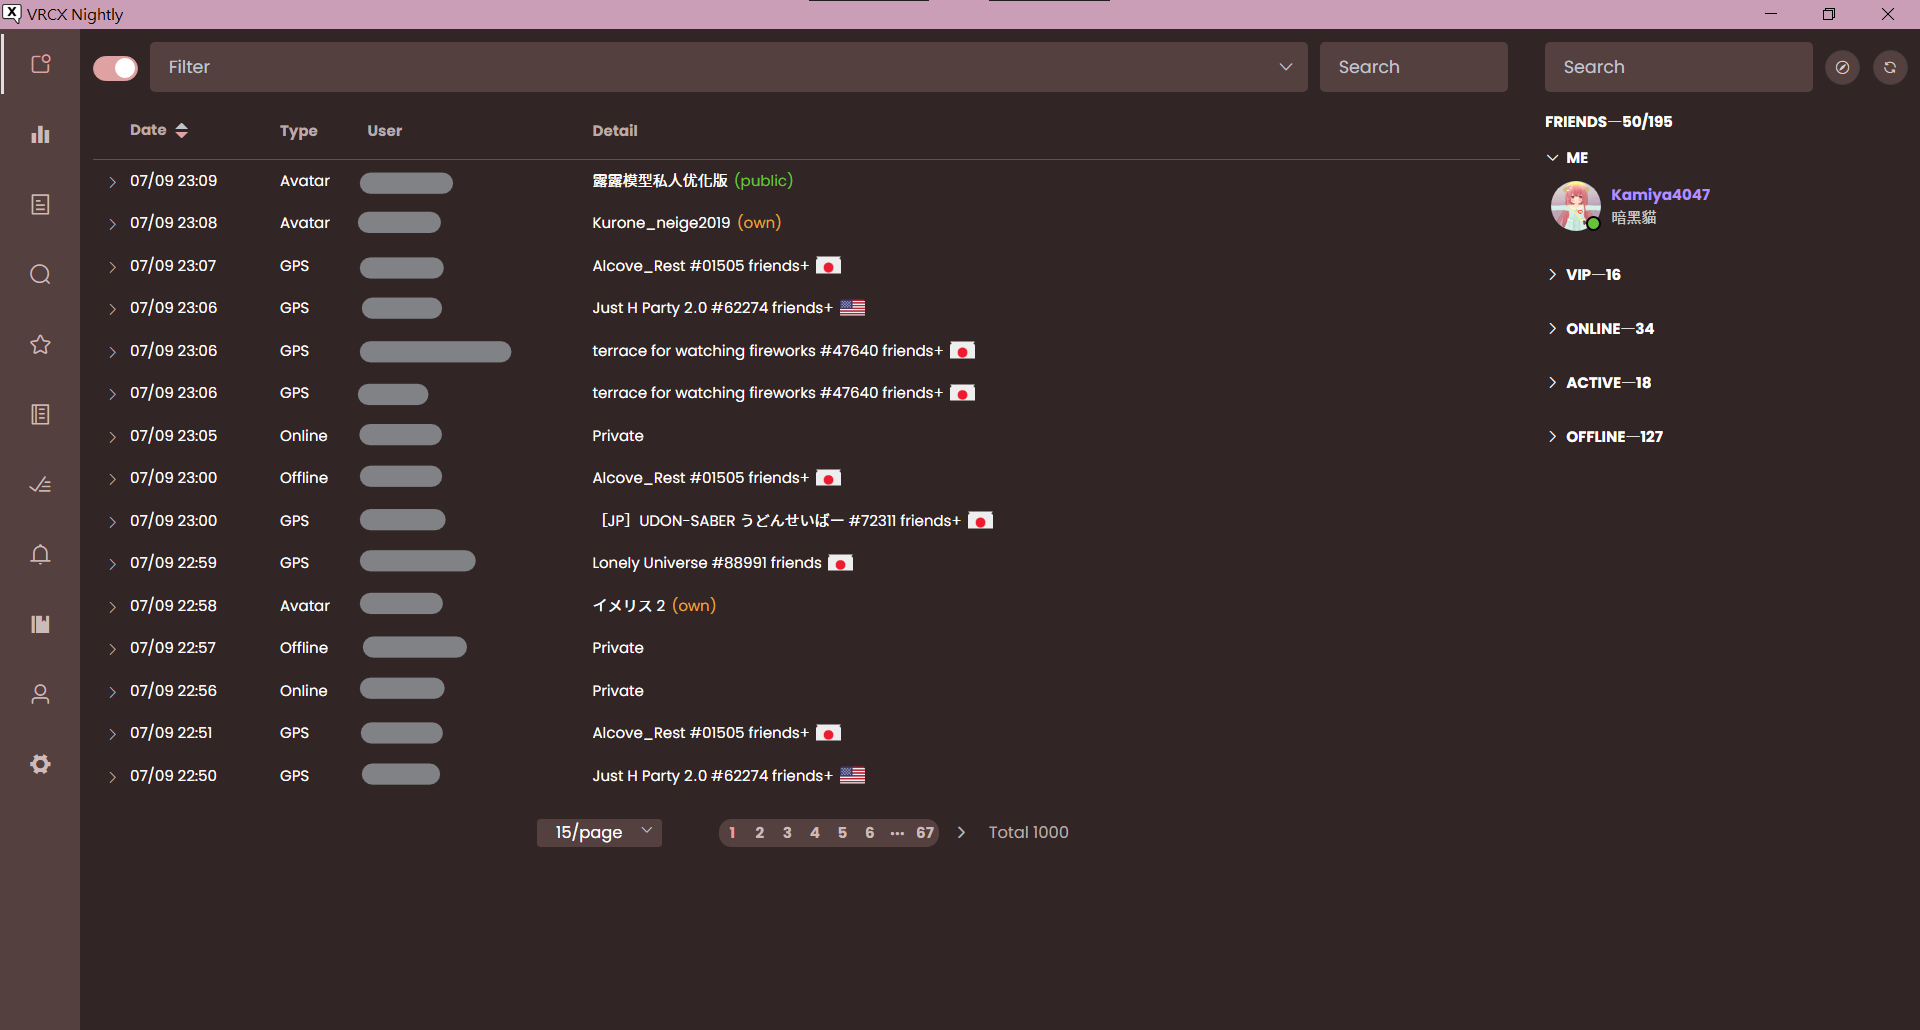 VRCX Nightly
Filter
Search
Search
Date Type User Detail
07/09 23:09 Avatar 露露模型私人优化版 (public)
07/09 23:08 Avatar Kurone_neige2019 (own)
07/09 23:07 GPS Alcove_Rest #01505 friends+
07/09 23:06 GPS Just H Party 2.0 #62274 friends+
07/09 23:06 GPS terrace for watching fireworks #47640 friends+
07/09 23:06 GPS terrace for watching fireworks #47640 friends+
07/09 23:05 Online Private
07/09 23:00 Offline Alcove_Rest #01505 friends+
07/09 23:00 GPS [JP] UDON-SABER うどんせいばー #72311 friends+
07/09 22:59 GPS Lonely Universe #88991 friends
07/09 22:58 Avatar イメリス 2 (own)
07/09 22:57 Offline Private
07/09 22:56 Online Private
07/09 22:51 GPS Alcove_Rest #01505 friends+
07/09 22:50 GPS Just H Party 2.0 #62274 friends+
15/page 1 2 3 4 5 6 ••• 67 Total 1000
FRIENDS—50/195
ME
Kamiya4047
暗黑貓
VIP—16
ONLINE—34
ACTIVE—18
OFFLINE—127